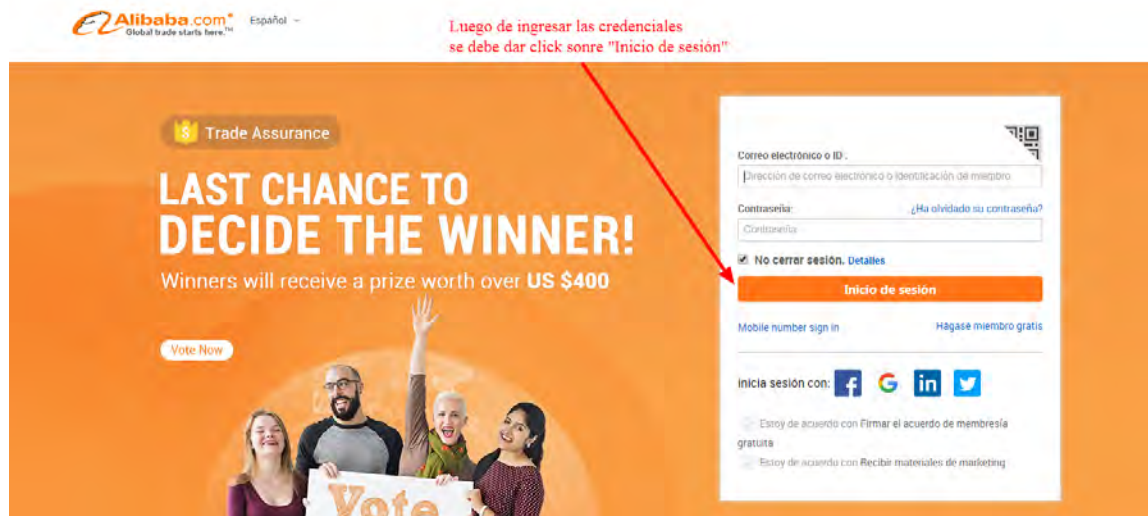 Alibaba.com
Español
Global trade starts here.™
Luego de ingresar las credenciales
se debe dar click sonre "Inicio de sesión"
Trade Assurance
LAST CHANCE TO
DECIDE THE WINNER!
Winners will receive a prize worth over US $400
Vote Now
Vote
Correo electrónico o ID :
Dirección de correo electrónico o identificación de miembro
Contraseña:
¿Ha olvidado su contraseña?
Contraseña
No cerrar sesión. Detalles
Inicio de sesión
Mobile number sign in
Hágase miembro gratis
inicia sesión con:
Estoy de acuerdo con Firmar el acuerdo de membresía
gratuita
Estoy de acuerdo con Recibir materiales de marketing